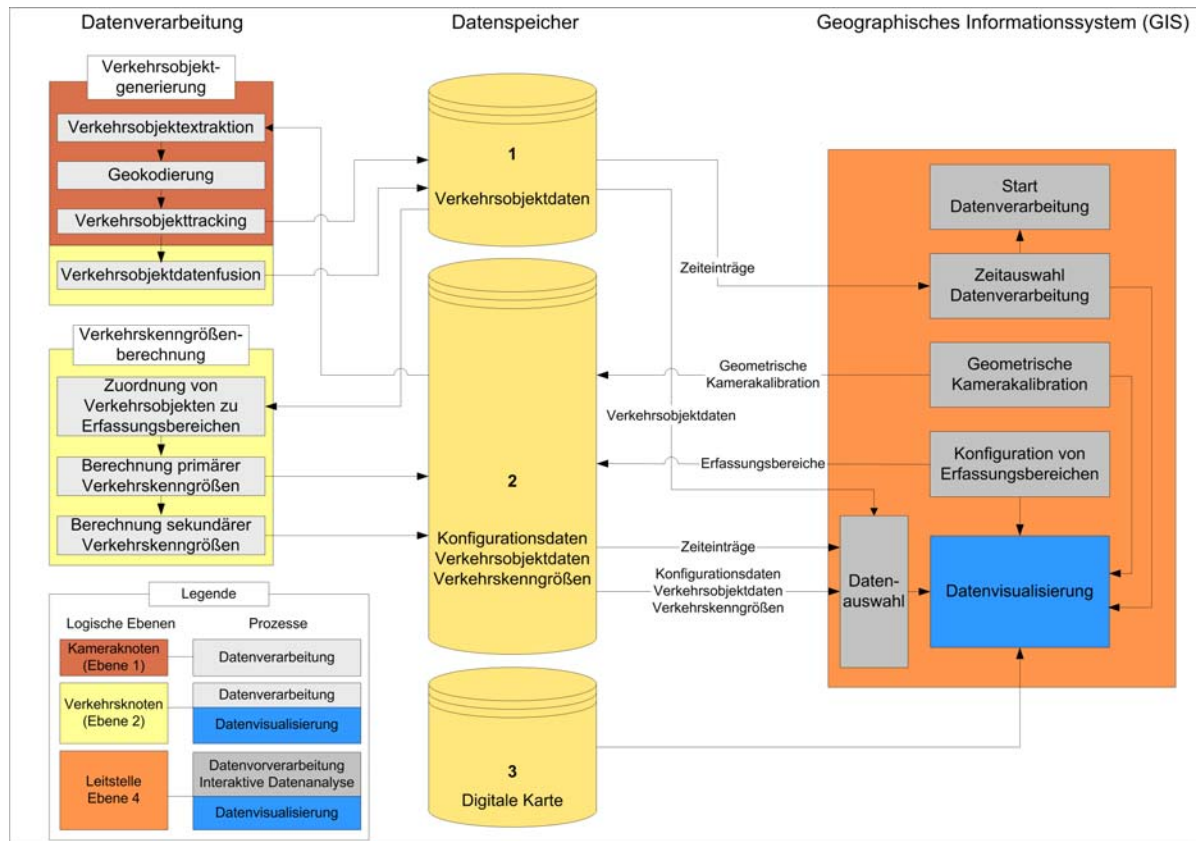 Datenverarbeitung
Datenspeicher
Geographisches Informationssystem (GIS)
Verkehrsobjekt-
generierung
Verkehrsobjektextraktion
Geokodierung
Verkehrsobjekttracking
Verkehrsobjektdatenfusion
Verkehrskenngrößen-
berechnung
Zuordnung von
Verkehrsobjekten zu
Erfassungsbereichen
Berechnung primärer
Verkehrskenngrößen
Berechnung sekundärer
Verkehrskenngrößen
Legende
Logische Ebenen
Prozesse
Kameraknoten
(Ebene 1)
Datenverarbeitung
Verkehrsknoten
(Ebene 2)
Datenverarbeitung
Datenvisualisierung
Leitstelle
Ebene 4
Datenvorverarbeitung
Interaktive Datenanalyse
Datenvisualisierung
1
Verkehrsobjektdaten
2
Konfigurationsdaten
Verkehrsobjektdaten
Verkehrskenngrößen
3
Digitale Karte
Zeiteinträge
Geometrische
Kamerakalibration
Verkehrsobjektdaten
Erfassungsbereiche
Zeiteinträge
Konfigurationsdaten
Verkehrsobjektdaten
Verkehrskenngrößen
Start
Datenverarbeitung
Zeitauswahl
Datenverarbeitung
Geometrische
Kamerakalibration
Konfiguration von
Erfassungsbereichen
Daten-
auswahl
Datenvisualisierung